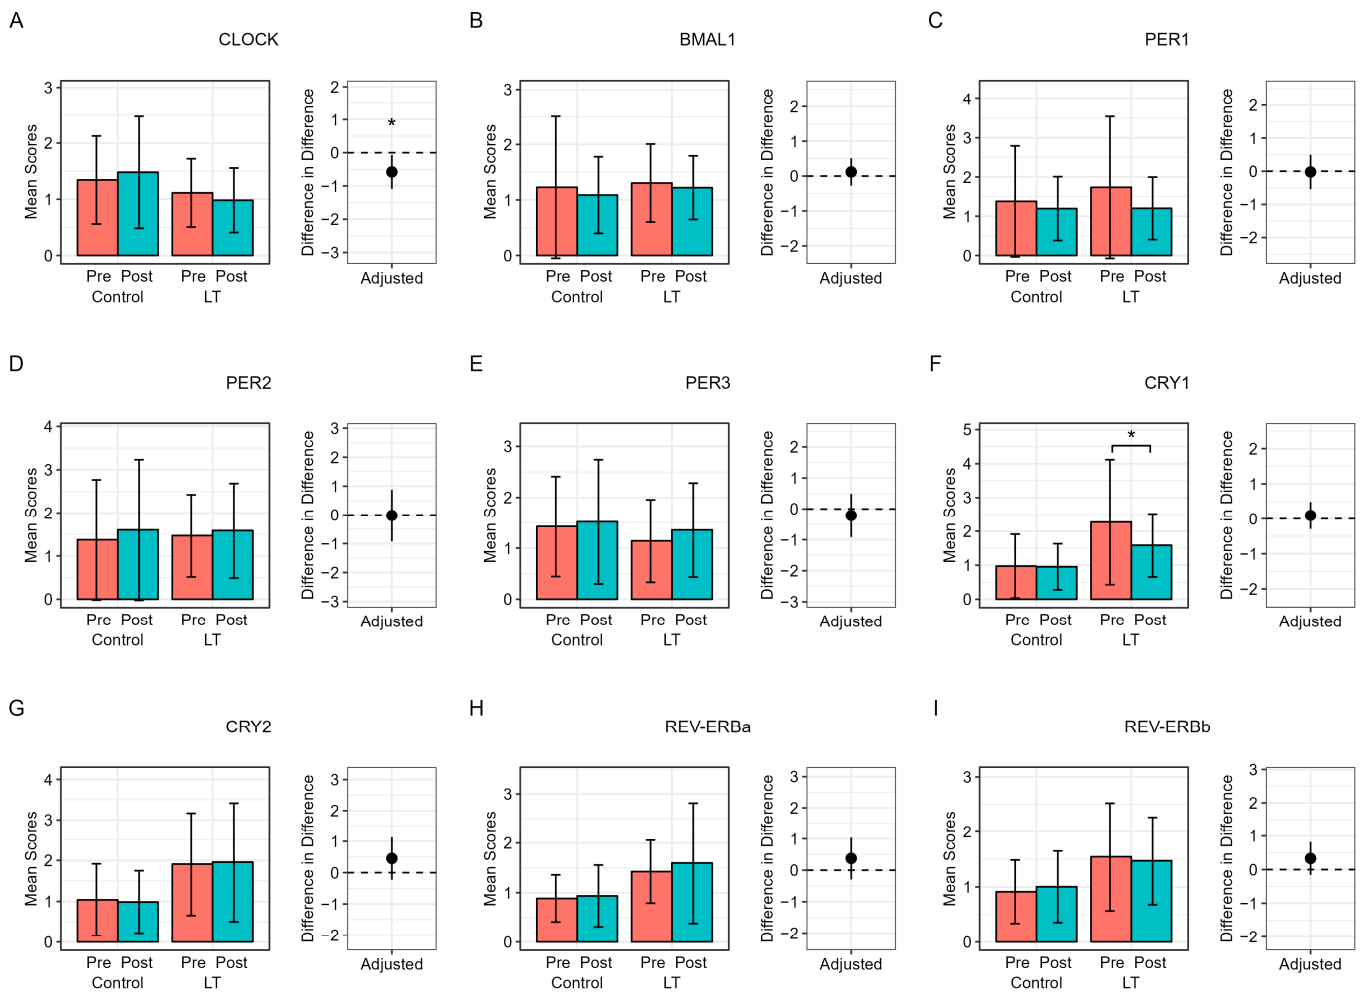 A
CLOCK
Mean Scores
3
2
1
0
Pre Post Pre Post
Control LT
Difference in Difference
2
1
0
−1
−2
−3
*
Adjusted
B
BMAL1
Mean Scores
3
2
1
0
Pre Post Pre Post
Control LT
Difference in Difference
2
1
0
−1
−2
Adjusted
C
PER1
Mean Scores
4
3
2
1
0
Pre Post Pre Post
Control LT
Difference in Difference
2
1
0
−1
−2
Adjusted
D
PER2
Mean Scores
4
3
2
1
0
Pre Post Pre Post
Control LT
Difference in Difference
3
2
1
0
−1
−2
−3
Adjusted
E
PER3
Mean Scores
3
2
1
0
Pre Post Pre Post
Control LT
Difference in Difference
2
1
0
−1
−2
−3
Adjusted
F
CRY1
Mean Scores
5
4
3
2
1
0
*
Pre Post Pre Post
Control LT
Difference in Difference
2
1
0
−1
−2
Adjusted
G
CRY2
Mean Scores
4
3
2
1
0
Pre Post Pre Post
Control LT
Difference in Difference
3
2
1
0
−1
−2
Adjusted
H
REV-ERBa
Mean Scores
3
2
1
0
Pre Post Pre Post
Control LT
Difference in Difference
3
2
1
0
−1
−2
Adjusted
I
REV-ERBb
Mean Scores
3
2
1
0
Pre Post Pre Post
Control LT
Difference in Difference
3
2
1
0
−1
−2
Adjusted